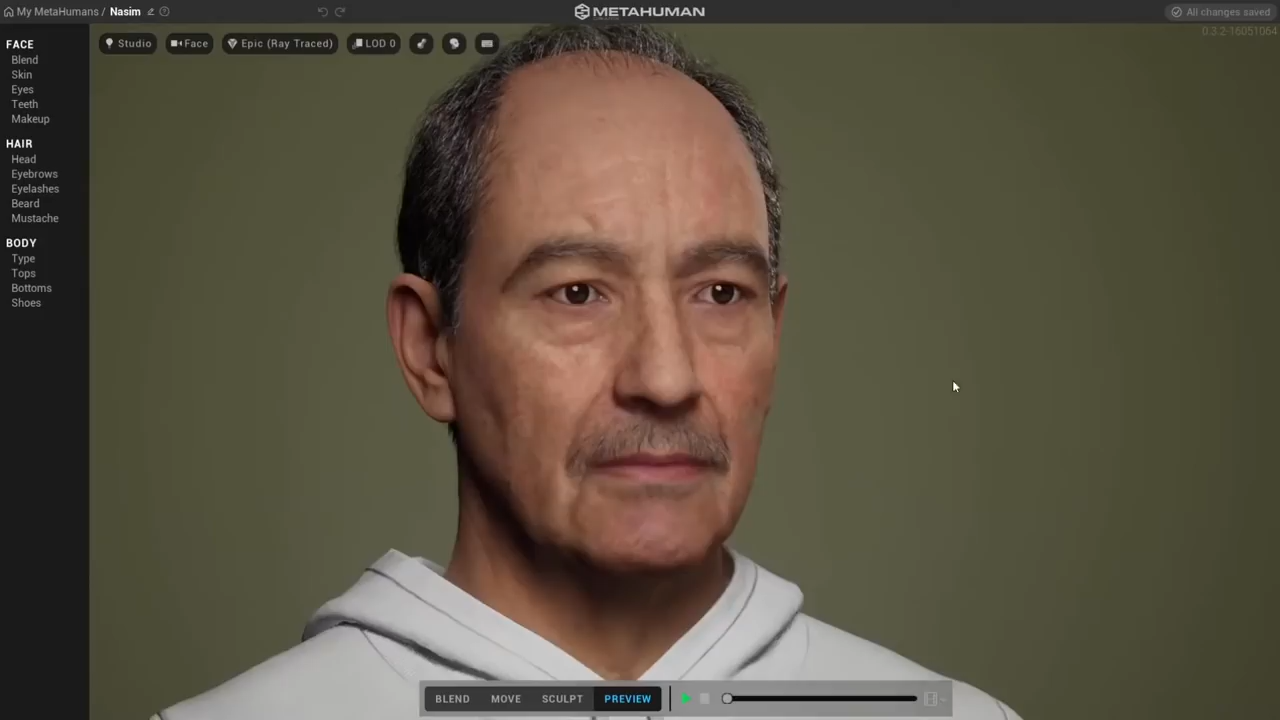 My MetaHumans / Nasim
METAHUMAN
All changes saved
0.3.2-16051064
Studio
Face
Epic (Ray Traced)
LOD 0
FACE
Blend
Skin
Eyes
Teeth
Makeup
HAIR
Head
Eyebrows
Eyelashes
Beard
Mustache
BODY
Type
Tops
Bottoms
Shoes
BLEND MOVE SCULPT PREVIEW